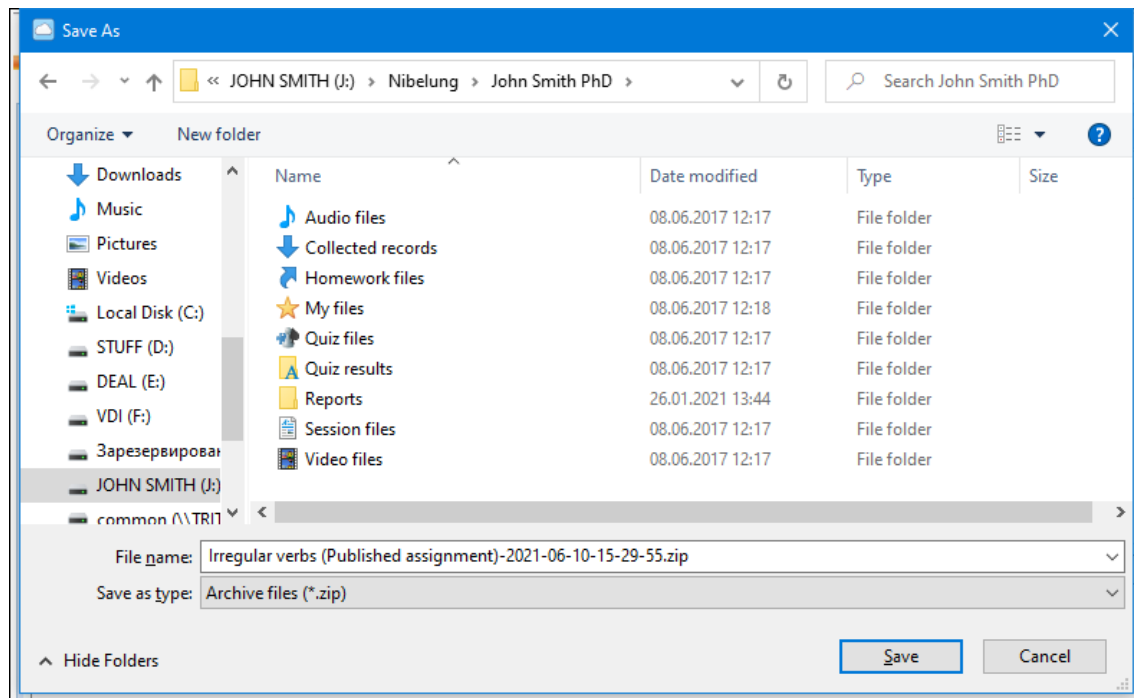 Save As
« JOHN SMITH (J:) > Nibelung > John Smith PhD >
Search John Smith PhD
Organize
New folder
?
Name
Date modified
Type
Size
Downloads
Music
Pictures
Videos
Local Disk (C:)
STUFF (D:)
DEAL (E:)
VDI (F:)
Зарезервирован
JOHN SMITH (J:)
common (\\TRIT
Audio files 08.06.2017 12:17 File folder
Collected records 08.06.2017 12:17 File folder
Homework files 08.06.2017 12:17 File folder
My files 08.06.2017 12:18 File folder
Quiz files 08.06.2017 12:17 File folder
Quiz results 08.06.2017 12:17 File folder
Reports 26.01.2021 13:44 File folder
Session files 08.06.2017 12:17 File folder
Video files 08.06.2017 12:17 File folder
File name: Irregular verbs (Published assignment)-2021-06-10-15-29-55.zip
Save as type: Archive files (*.zip)
Hide Folders
Save
Cancel